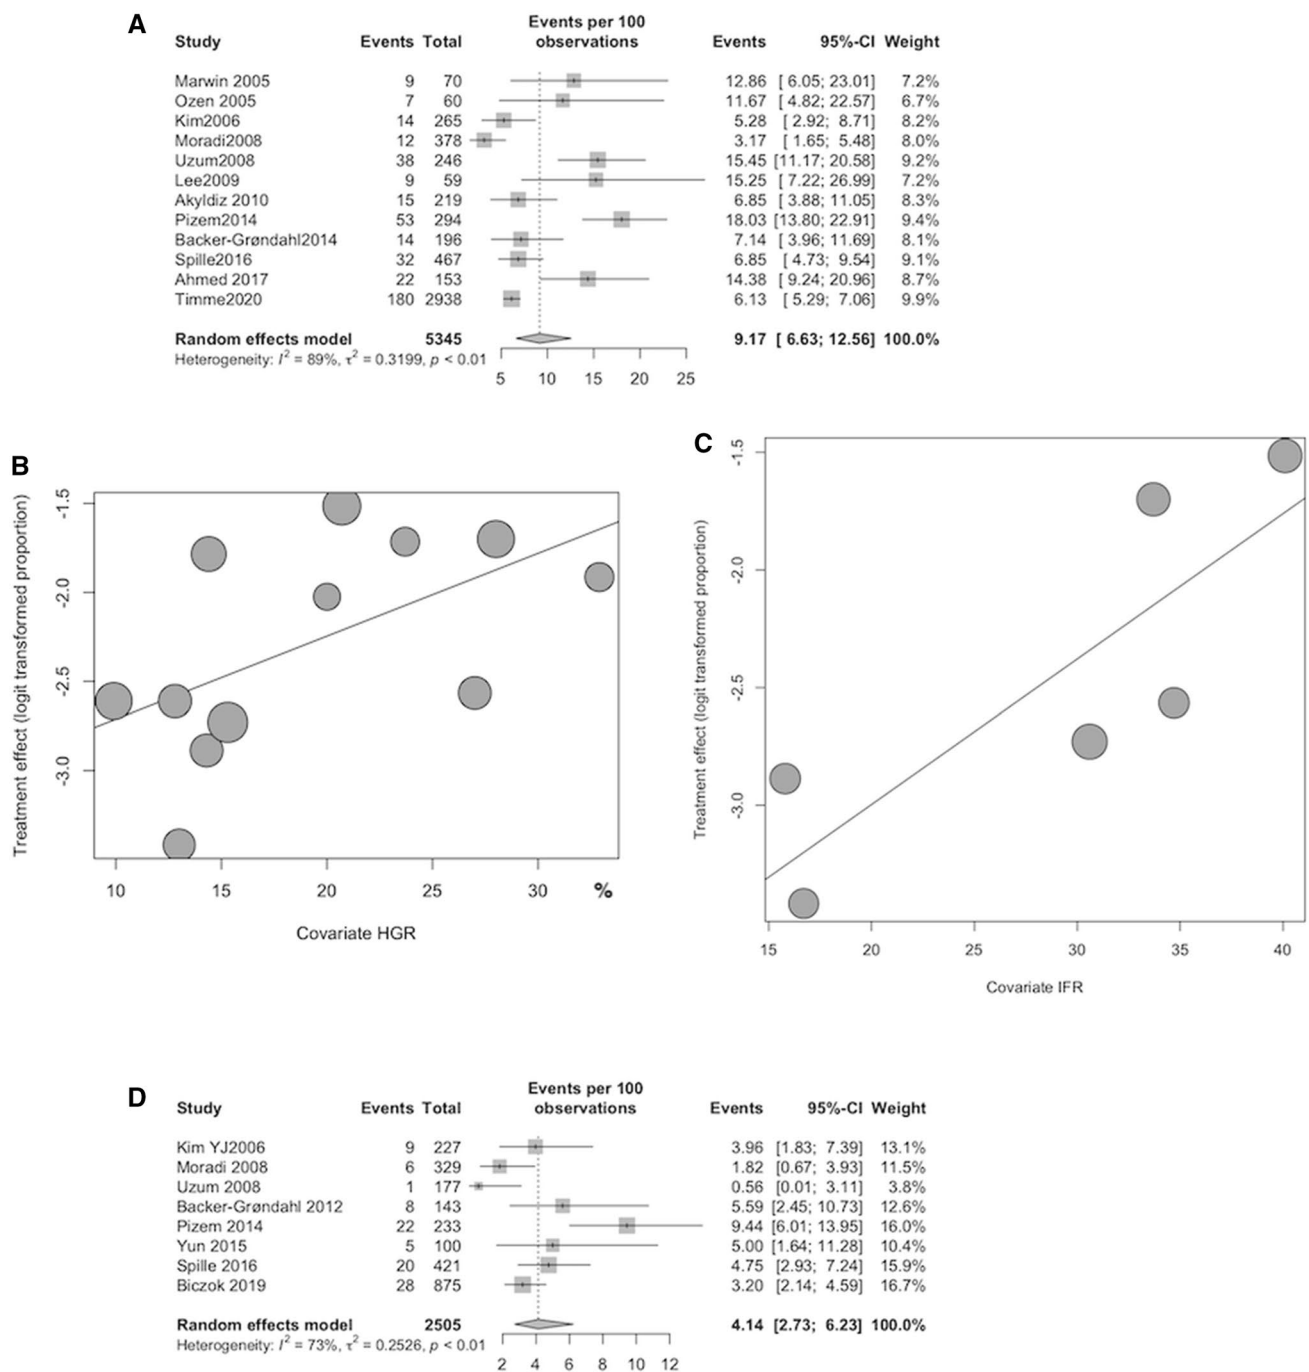 A
Events per 100
Study Events Total observations Events 95%-CI Weight
Marwin 2005 9 70 12.86 [ 6.05; 23.01] 7.2%
Ozen 2005 7 60 11.67 [ 4.82; 22.57] 6.7%
Kim2006 14 265 5.28 [ 2.92; 8.71] 8.2%
Moradi2008 12 378 3.17 [ 1.65; 5.48] 8.0%
Uzum2008 38 246 15.45 [11.17; 20.58] 9.2%
Lee2009 9 59 15.25 [ 7.22; 26.99] 7.2%
Akyldiz 2010 15 219 6.85 [ 3.88; 11.05] 8.3%
Pizem2014 53 294 18.03 [13.80; 22.91] 9.4%
Backer-Grøndahl2014 14 196 7.14 [ 3.96; 11.69] 8.1%
Spille2016 32 467 6.85 [ 4.73; 9.54] 9.1%
Ahmed 2017 22 153 14.38 [ 9.24; 20.96] 8.7%
Timme2020 180 2938 6.13 [ 5.29; 7.06] 9.9%
Random effects model 5345 9.17 [ 6.63; 12.56] 100.0%
Heterogeneity: I² = 89%, τ² = 0.3199, p < 0.01
5 10 15 20 25
B
Treatment effect (logit transformed proportion)
-1.5
-2.0
-2.5
-3.0
10 15 20 25 30 %
Covariate HGR
C
Treatment effect (logit transformed proportion)
-1.5
-2.0
-2.5
-3.0
15 20 25 30 35 40
Covariate IFR
D
Events per 100
Study Events Total observations Events 95%-CI Weight
Kim YJ2006 9 227 3.96 [1.83; 7.39] 13.1%
Moradi 2008 6 329 1.82 [0.67; 3.93] 11.5%
Uzum 2008 1 177 0.56 [0.01; 3.11] 3.8%
Backer-Grøndahl 2012 8 143 5.59 [2.45; 10.73] 12.6%
Pizem 2014 22 233 9.44 [6.01; 13.95] 16.0%
Yun 2015 5 100 5.00 [1.64; 11.28] 10.4%
Spille 2016 20 421 4.75 [2.93; 7.24] 15.9%
Biczok 2019 28 875 3.20 [2.14; 4.59] 16.7%
Random effects model 2505 4.14 [2.73; 6.23] 100.0%
Heterogeneity: I² = 73%, τ² = 0.2526, p < 0.01
2 4 6 8 10 12